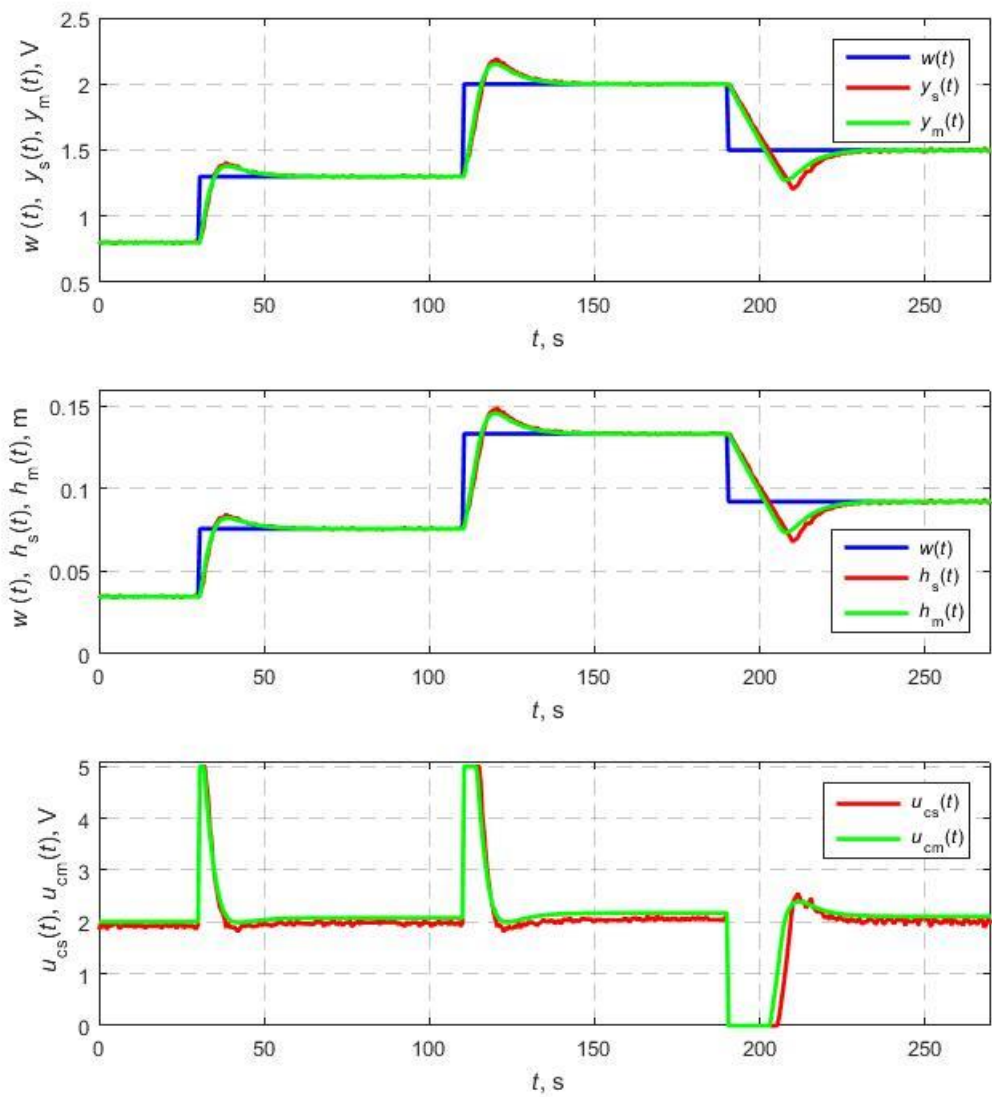 2.5
2
1.5
1
0.5
w (t), y_s(t), y_m(t), V
w(t)
y_s(t)
y_m(t)
0 50 100 150 200 250
t, s
0.15
0.1
0.05
0
w (t), h_s(t), h_m(t), m
w(t)
h_s(t)
h_m(t)
0 50 100 150 200 250
t, s
5
4
3
2
1
0
u_cs(t), u_cm(t), V
u_cs(t)
u_cm(t)
0 50 100 150 200 250
t, s